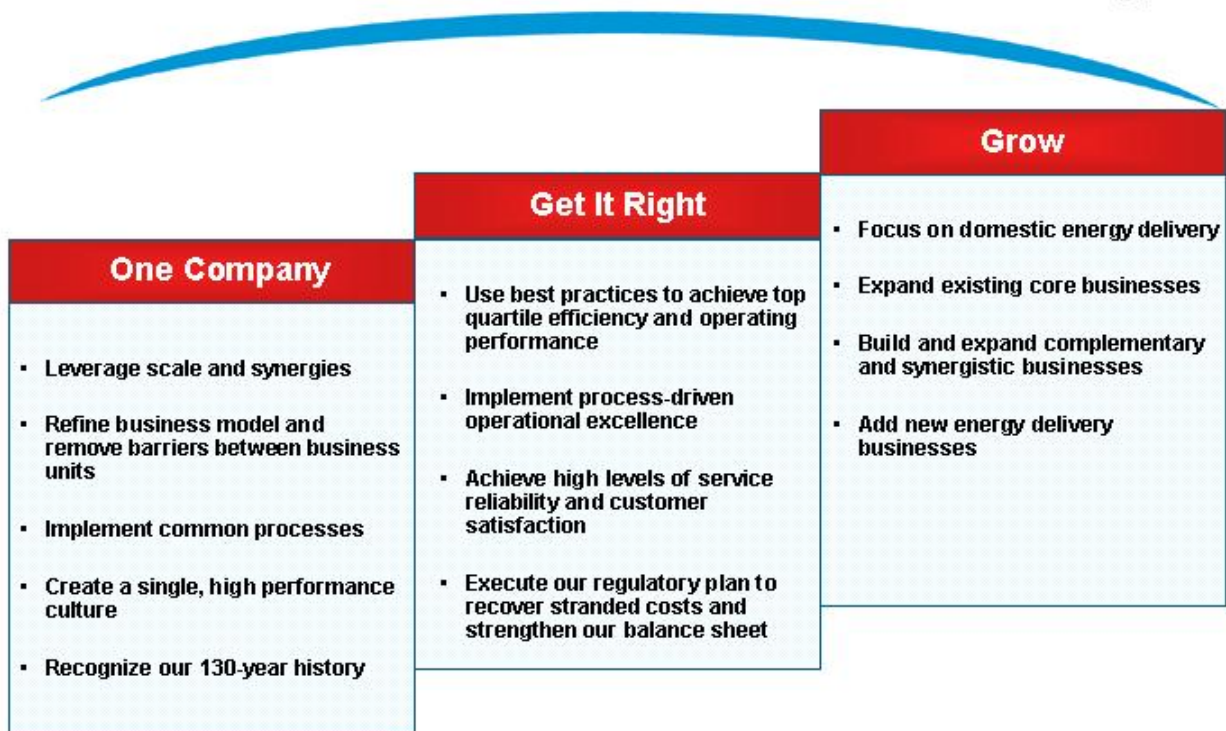 One Company
▪ Leverage scale and synergies
▪ Refine business model and
remove barriers between business
units
▪ Implement common processes
▪ Create a single, high performance
culture
▪ Recognize our 130-year history
Get It Right
▪ Use best practices to achieve top
quartile efficiency and operating
performance
▪ Implement process-driven
operational excellence
▪ Achieve high levels of service
reliability and customer
satisfaction
▪ Execute our regulatory plan to
recover stranded costs and
strengthen our balance sheet
Grow
▪ Focus on domestic energy delivery
▪ Expand existing core businesses
▪ Build and expand complementary
and synergistic businesses
▪ Add new energy delivery
businesses